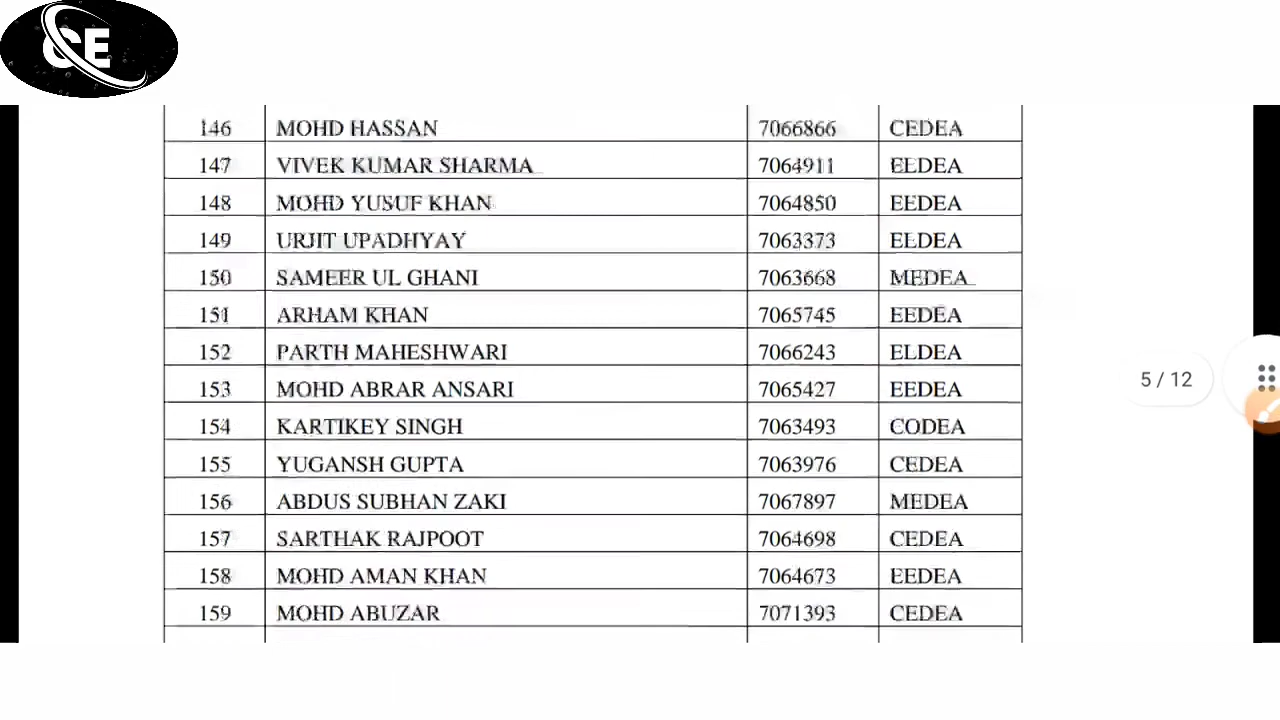 CE
146 MOHD HASSAN 7066866 CEDEA
147 VIVEK KUMAR SHARMA 7064911 ELDEA
148 MOHD YUSUF KHAN 7064850 EEDEA
149 URJIT UPADHYAY 7063373 ELDEA
150 SAMEER UL GHANI 7063668 MEDEA
151 ARHAM KHAN 7065745 EEDEA
152 PARTH MAHESHWARI 7066243 ELDEA
153 MOHD ABRAR ANSARI 7065427 EEDEA
5 / 12
154 KARTIKEY SINGH 7063493 CODEA
155 YUGANSH GUPTA 7063976 CEDEA
156 ABDUS SUBHAN ZAKI 7067897 MEDEA
157 SARTHAK RAJPOOT 7064698 CEDEA
158 MOHD AMAN KHAN 7064673 EEDEA
159 MOHD ABUZAR 7071393 CEDEA